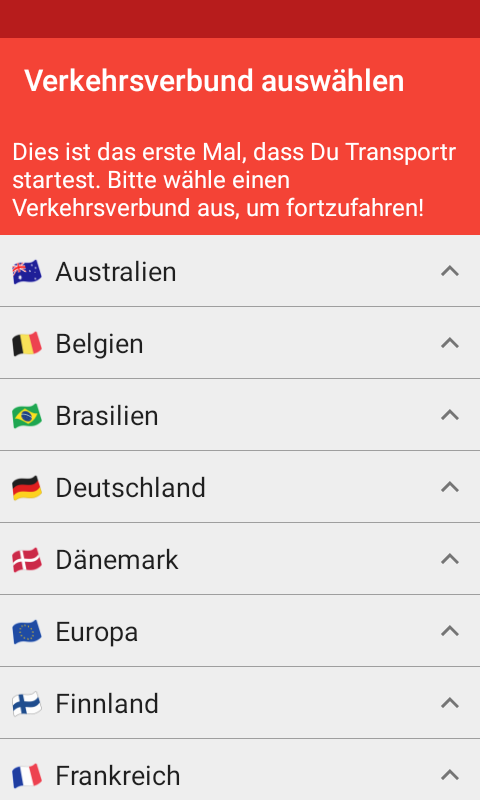 Verkehrsverbund auswählen
Dies ist das erste Mal, dass Du Transportr
startest. Bitte wähle einen
Verkehrsverbund aus, um fortzufahren!
Australien
Belgien
Brasilien
Deutschland
Dänemark
Europa
Finnland
Frankreich